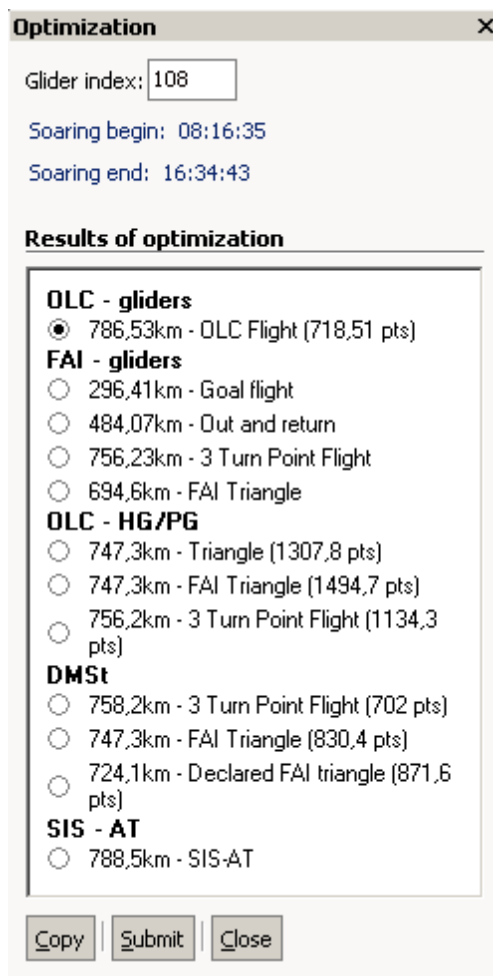 Optimization
Glider index: 108
Soaring begin: 08:16:35
Soaring end: 16:34:43
Results of optimization
OLC - gliders
786,53km - OLC Flight (718,51 pts)
FAI - gliders
296,41km - Goal flight
484,07km - Out and return
756,23km - 3 Turn Point Flight
694,6km - FAI Triangle
OLC - HG/PG
747,3km - Triangle (1307,8 pts)
747,3km - FAI Triangle (1494,7 pts)
756,2km - 3 Turn Point Flight (1134,3
pts)
DMSt
758,2km - 3 Turn Point Flight (702 pts)
747,3km - FAI Triangle (830,4 pts)
724,1km - Declared FAI triangle (871,6
pts)
SIS - AT
788,5km - SIS-AT
Copy Submit Close